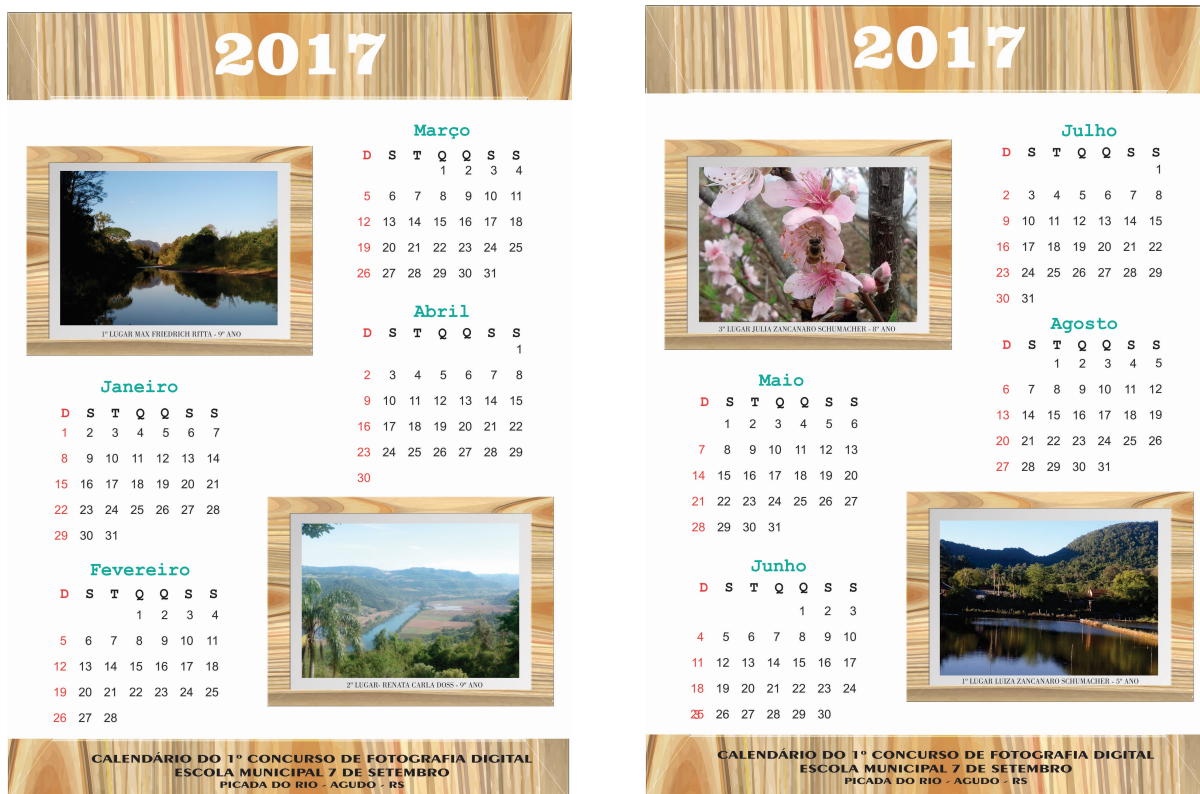 2017
1º LUGAR MAX FRIEDRICH RITTA - 9º ANO
Janeiro
D S T Q Q S S
1 2 3 4 5 6 7
8 9 10 11 12 13 14
15 16 17 18 19 20 21
22 23 24 25 26 27 28
29 30 31
Fevereiro
D S T Q Q S S
1 2 3 4
5 6 7 8 9 10 11
12 13 14 15 16 17 18
19 20 21 22 23 24 25
26 27 28
Março
D S T Q Q S S
1 2 3 4
5 6 7 8 9 10 11
12 13 14 15 16 17 18
19 20 21 22 23 24 25
26 27 28 29 30 31
Abril
D S T Q Q S S
1
2 3 4 5 6 7 8
9 10 11 12 13 14 15
16 17 18 19 20 21 22
23 24 25 26 27 28 29
30
2º LUGAR- RENATA CARLA DOSS - 9º ANO
CALENDÁRIO DO 1º CONCURSO DE FOTOGRAFIA DIGITAL
ESCOLA MUNICIPAL 7 DE SETEMBRO
PICADA DO RIO - AGUDO - RS
2017
3º LUGAR JULIA ZANCANARO SCHUMACHER - 8º ANO
Maio
D S T Q Q S S
1 2 3 4 5 6
7 8 9 10 11 12 13
14 15 16 17 18 19 20
21 22 23 24 25 26 27
28 29 30 31
Junho
D S T Q Q S S
1 2 3
4 5 6 7 8 9 10
11 12 13 14 15 16 17
18 19 20 21 22 23 24
26 27 28 29 30
Julho
D S T Q Q S S
1
2 3 4 5 6 7 8
9 10 11 12 13 14 15
16 17 18 19 20 21 22
23 24 25 26 27 28 29
30 31
Agosto
D S T Q Q S S
1 2 3 4 5
6 7 8 9 10 11 12
13 14 15 16 17 18 19
20 21 22 23 24 25 26
27 28 29 30 31
1º LUGAR LUIZA ZANCANARO SCHUMACHER - 5º ANO
CALENDÁRIO DO 1º CONCURSO DE FOTOGRAFIA DIGITAL
ESCOLA MUNICIPAL 7 DE SETEMBRO
PICADA DO RIO - AGUDO - RS